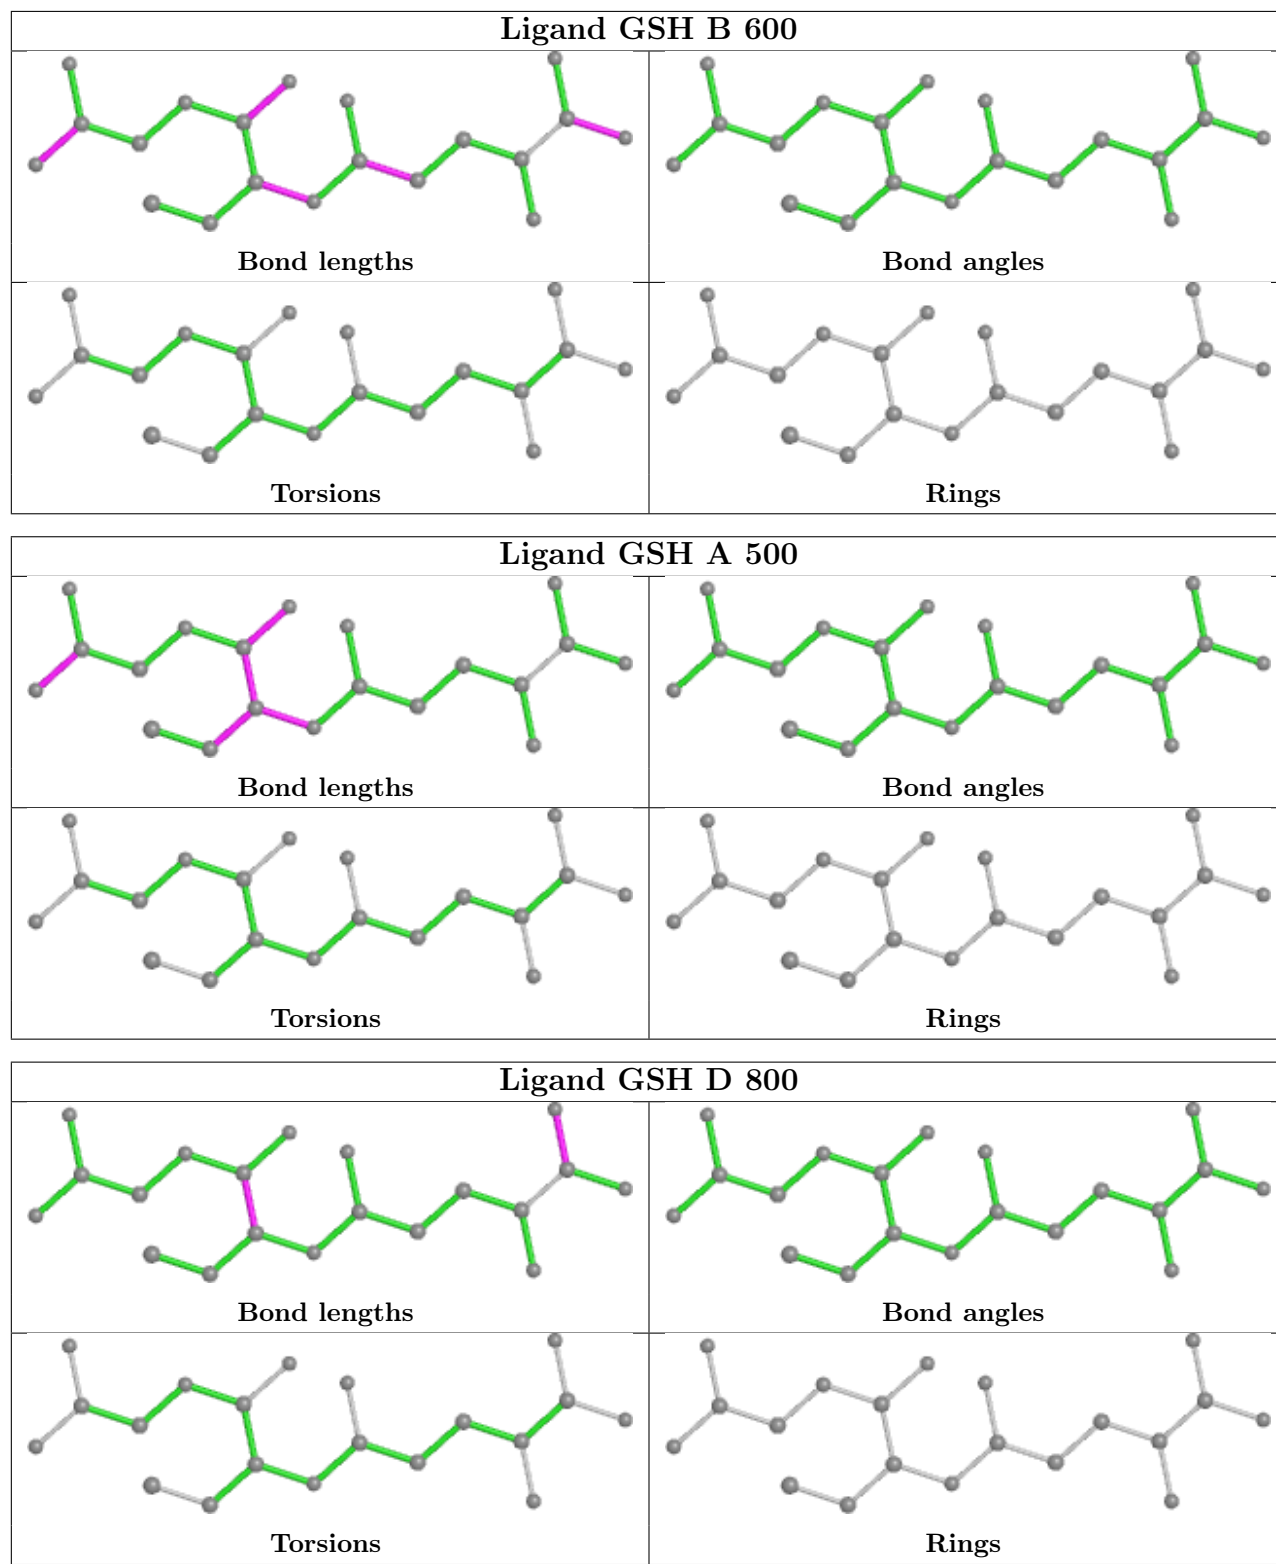 Ligand GSH B 600
Bond lengths
Bond angles
Torsions
Rings
Ligand GSH A 500
Bond lengths
Bond angles
Torsions
Rings
Ligand GSH D 800
Bond lengths
Bond angles
Torsions
Rings